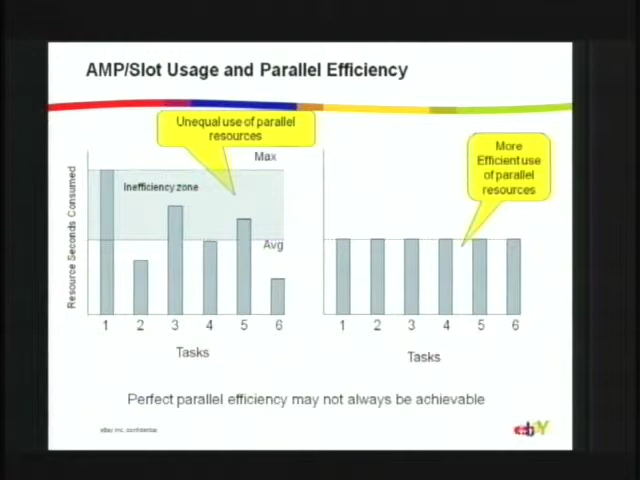 AMP/Slot Usage and Parallel Efficiency
Unequal use of parallel
resources
Max
Inefficiency zone
Avg
Resource Seconds Consumed
1 2 3 4 5 6
Tasks
More
Efficient use
of parallel
resources
1 2 3 4 5 6
Tasks
Perfect parallel efficiency may not always be achievable
eBay Inc. confidential
ebY